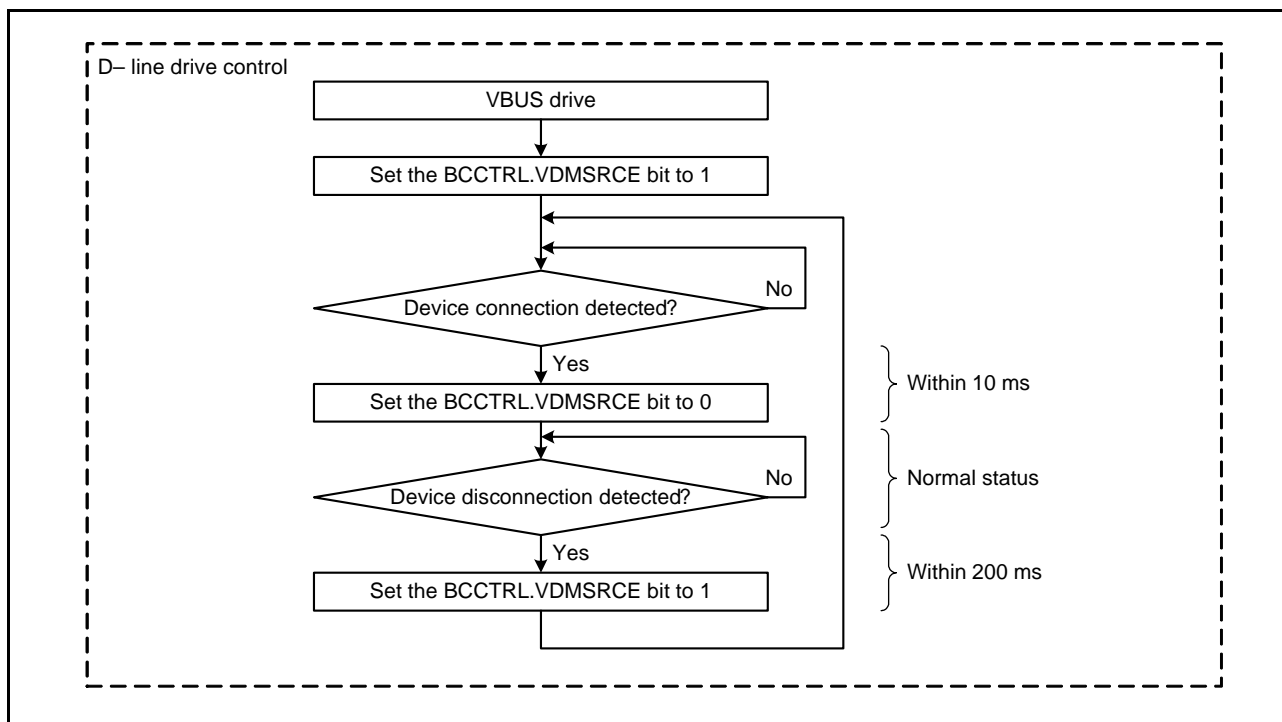 D– line drive control
VBUS drive
Set the BCCTRL.VDMSRCE bit to 1
Device connection detected?
No
Yes
Within 10 ms
Set the BCCTRL.VDMSRCE bit to 0
Device disconnection detected?
No
Normal status
Yes
Within 200 ms
Set the BCCTRL.VDMSRCE bit to 1